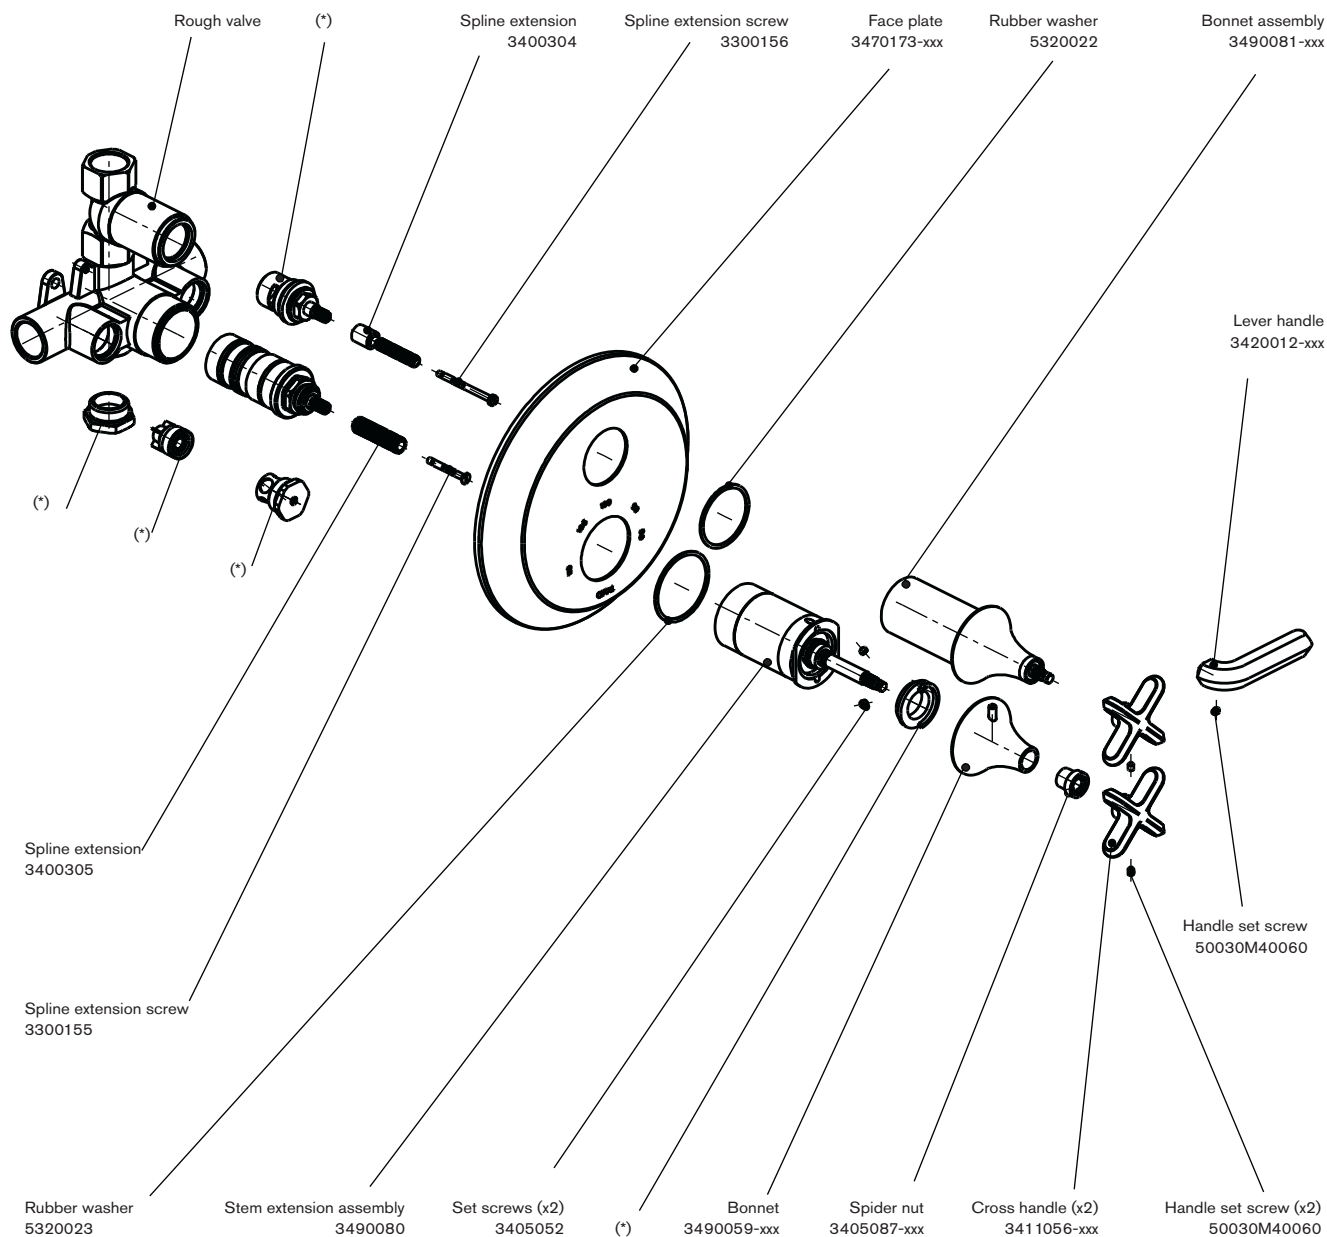 Rough valve
(*)
Spline extension
3400304
Spline extension screw
3300156
Face plate
3470173-xxx
Rubber washer
5320022
Bonnet assembly
3490081-xxx
Lever handle
3420012-xxx
(*)
(*)
(*)
Spline extension
3400305
Handle set screw
50030M40060
Spline extension screw
3300155
Rubber washer
5320023
Stem extension assembly
3490080
Set screws (x2)
3405052
(*)
Bonnet
3490059-xxx
Spider nut
3405087-xxx
Cross handle (x2)
3411056-xxx
Handle set screw (x2)
50030M40060